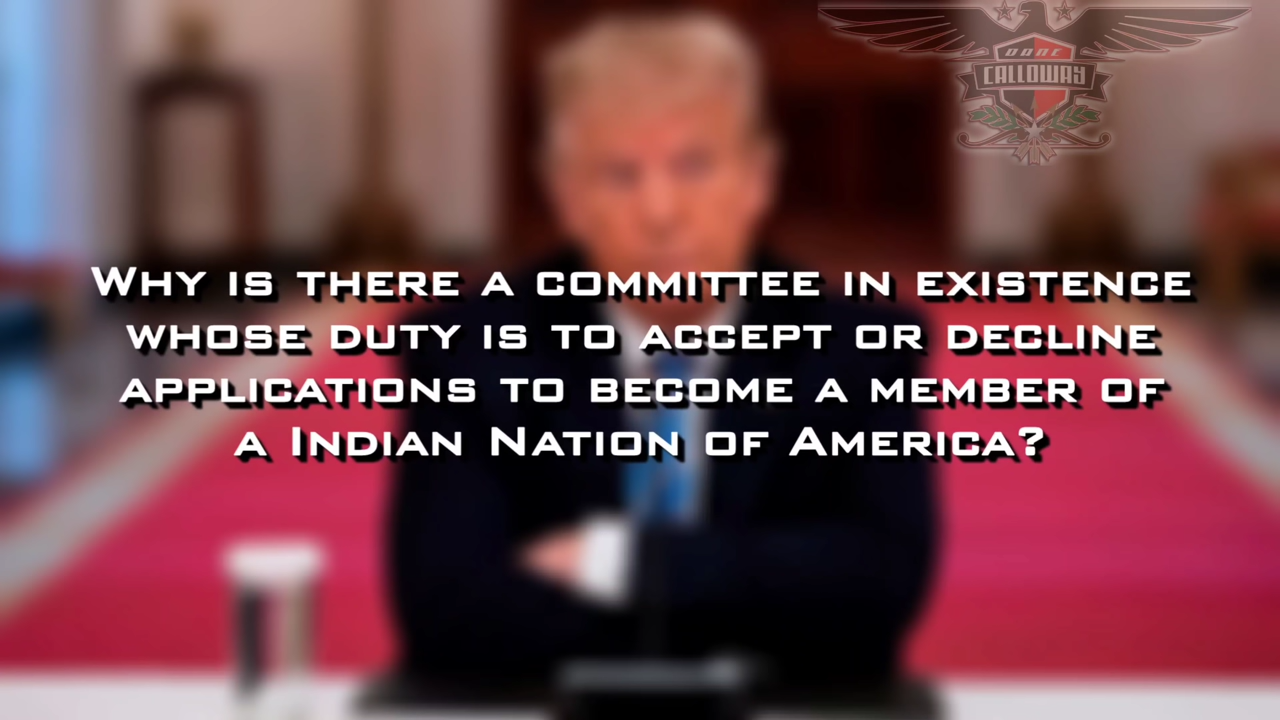 DANE
CALLOWAY
Why is there a committee in existence
whose duty is to accept or decline
applications to become a member of
a Indian Nation of America?